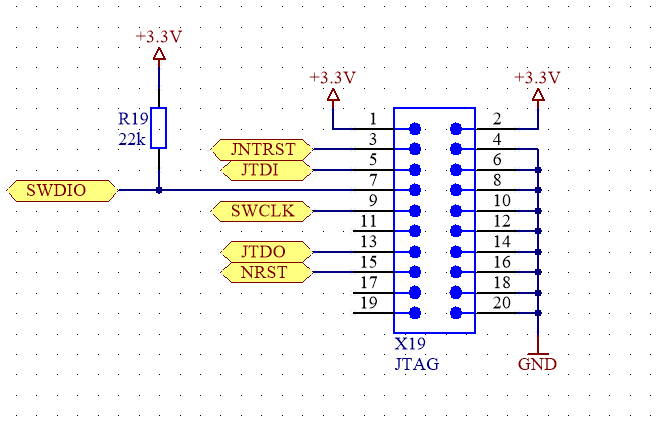 +3.3V
+3.3V
+3.3V
R19
22k
1
2
JNTRST
3
4
JTDI
5
6
SWDIO
7
8
SWCLK
9
10
11
12
JTDO
13
14
NRST
15
16
17
18
19
20
X19
JTAG
GND